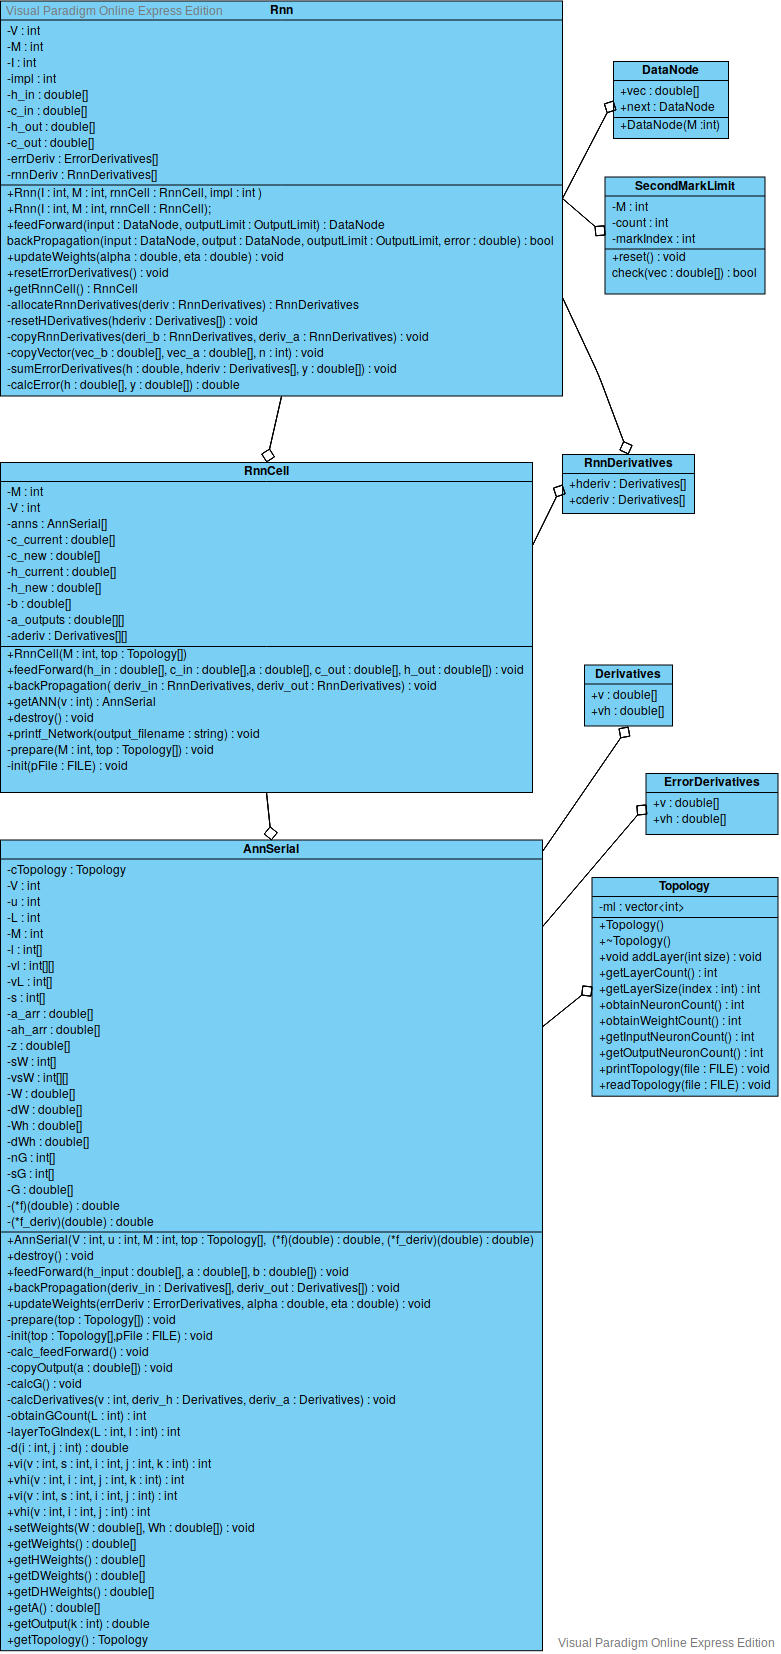 Visual Paradigm Online Express Edition
Rnn
-V : int
-M : int
-I : int
-impl : int
-h_in : double[]
-c_in : double[]
-h_out : double[]
-c_out : double[]
-errDeriv : ErrorDerivatives[]
-rnnDeriv : RnnDerivatives[]
+Rnn(I : int, M : int, rnnCell : RnnCell, impl : int )
+Rnn(I : int, M : int, rnnCell : RnnCell);
+feedForward(input : DataNode, outputLimit : OutputLimit) : DataNode
backPropagation(input : DataNode, output : DataNode, outputLimit : OutputLimit, error : double) : bool
+updateWeights(alpha : double, eta : double) : void
+resetErrorDerivatives() : void
+getRnnCell() : RnnCell
-allocateRnnDerivatives(deriv : RnnDerivatives) : RnnDerivatives
-resetHDerivatives(hderiv : Derivatives[]) : void
-copyRnnDerivatives(deri_b : RnnDerivatives, deriv_a : RnnDerivatives) : void
-copyVector(vec_b : double[], vec_a : double[], n : int) : void
-sumErrorDerivatives(h : double, hderiv : Derivatives[], y : double[]) : void
-calcError(h : double[], y : double[]) : double
DataNode
+vec : double[]
+next : DataNode
+DataNode(M :int)
SecondMarkLimit
-M : int
-count : int
-markIndex : int
+reset() : void
check(vec : double[]) : bool
RnnDerivatives
+hderiv : Derivatives[]
+cderiv : Derivatives[]
RnnCell
-M : int
-V : int
-anns : AnnSerial[]
-c_current : double[]
-c_new : double[]
-h_current : double[]
-h_new : double[]
-b : double[]
-a_outputs : double[][]
-aderiv : Derivatives[][]
+RnnCell(M : int, top : Topology[])
+feedForward(h_in : double[], c_in : double[],a : double[], c_out : double[], h_out : double[]) : void
+backPropagation( deriv_in : RnnDerivatives, deriv_out : RnnDerivatives) : void
+getANN(v : int) : AnnSerial
+destroy() : void
+printf_Network(output_filename : string) : void
-prepare(M : int, top : Topology[]) : void
-init(pFile : FILE) : void
Derivatives
+v : double[]
+vh : double[]
ErrorDerivatives
+v : double[]
+vh : double[]
Topology
-ml : vector<int>
+Topology()
+~Topology()
+void addLayer(int size) : void
+getLayerCount() : int
+getLayerSize(index : int) : int
+obtainNeuronCount() : int
+obtainWeightCount() : int
+getInputNeuronCount() : int
+getOutputNeuronCount() : int
+printTopology(file : FILE) : void
+readTopology(file : FILE) : void
AnnSerial
-cTopology : Topology
-V : int
-u : int
-L : int
-M : int
-l : int[]
-vl : int[][]
-vL : int[]
-s : int[]
-a_arr : double[]
-ah_arr : double[]
-z : double[]
-sW : int[]
-vsW : int[][]
-W : double[]
-dW : double[]
-Wh : double[]
-dWh : double[]
-nG : int[]
-sG : int[]
-G : double[]
-(*f)(double) : double
-(*f_deriv)(double) : double
+AnnSerial(V : int, u : int, M : int, top : Topology[],  (*f)(double) : double, (*f_deriv)(double) : double)
+destroy() : void
+feedForward(h_input : double[], a : double[], b : double[]) : void
+backPropagation(deriv_in : Derivatives[], deriv_out : Derivatives[]) : void
+updateWeights(errDeriv : ErrorDerivatives, alpha : double, eta : double) : void
-prepare(top : Topology[]) : void
-init(top : Topology[],pFile : FILE) : void
-calc_feedForward() : void
-copyOutput(a : double[]) : void
-calcG() : void
-calcDerivatives(v : int, deriv_h : Derivatives, deriv_a : Derivatives) : void
-obtainGCount(L : int) : int
-layerToGIndex(L : int, l : int) : int
-d(i : int, j : int) : double
+vi(v : int, s : int, i : int, j : int, k : int) : int
+vhi(v : int, i : int, j : int, k : int) : int
+vi(v : int, s : int, i : int, j : int) : int
+vhi(v : int, i : int, j : int) : int
+setWeights(W : double[], Wh : double[]) : void
+getWeights() : double[]
+getHWeights() : double[]
+getDWeights() : double[]
+getDHWeights() : double[]
+getA() : double[]
+getOutput(k : int) : double
+getTopology() : Topology
Visual Paradigm Online Express Edition